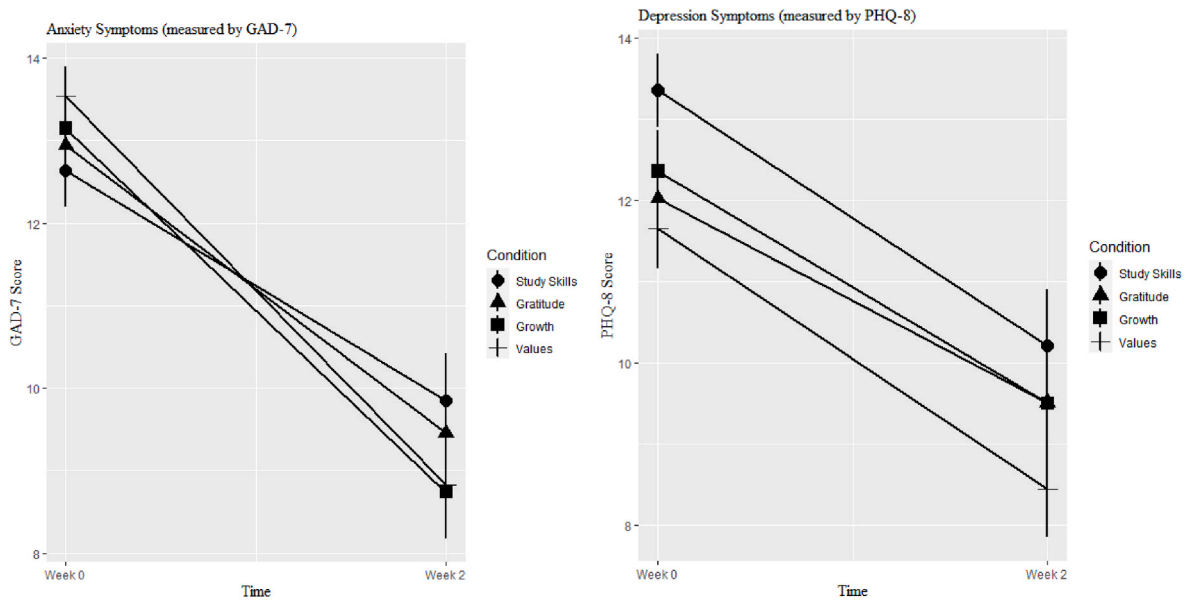 Anxiety Symptoms (measured by GAD-7)
14
12
10
8
GAD-7 Score
Week 0
Week 2
Time
Condition
Study Skills
Gratitude
Growth
Values
Depression Symptoms (measured by PHQ-8)
14
12
10
8
PHQ-8 Score
Week 0
Week 2
Time
Condition
Study Skills
Gratitude
Growth
Values